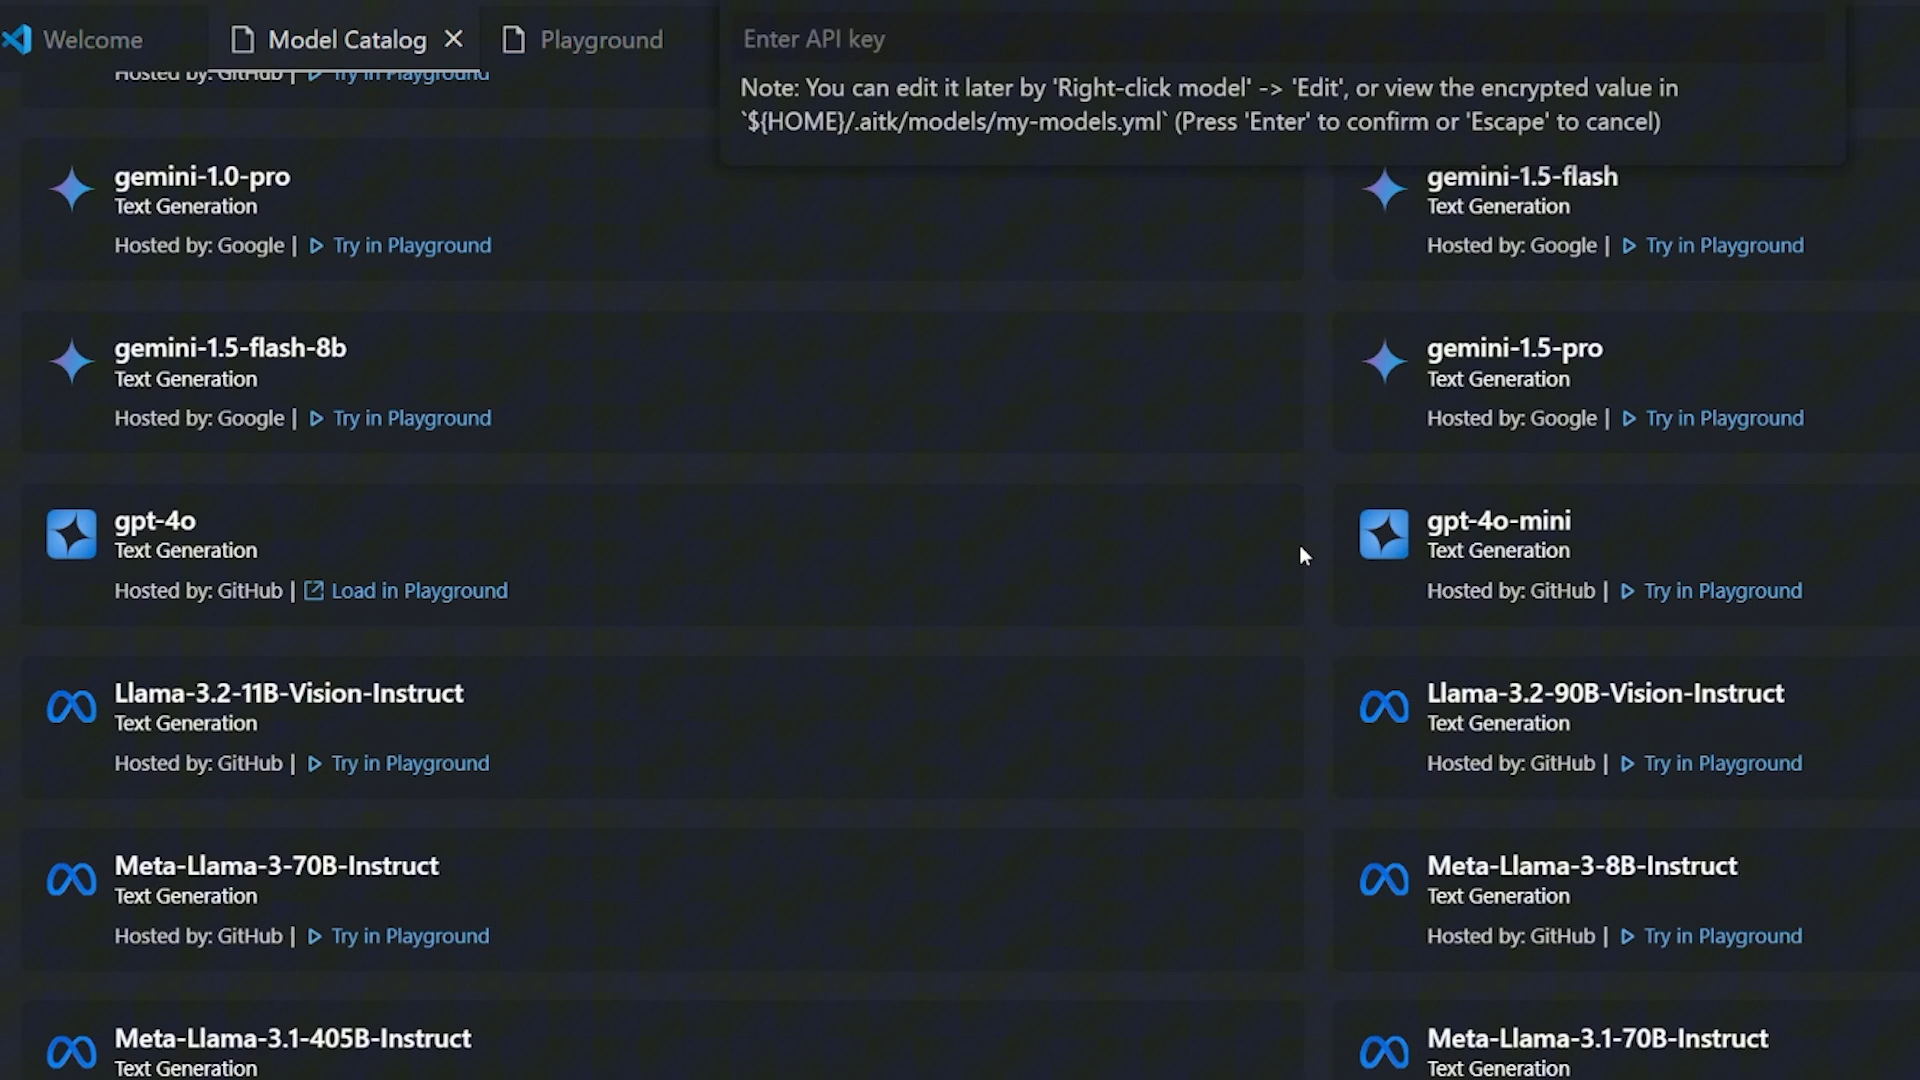 Welcome
Model Catalog
Playground
Enter API key
Note: You can edit it later by 'Right-click model' -> 'Edit', or view the encrypted value in
`${HOME}/.aitk/models/my-models.yml` (Press 'Enter' to confirm or 'Escape' to cancel)
Hosted by: GitHub | Try in Playground
gemini-1.0-pro
Text Generation
Hosted by: Google | Try in Playground
gemini-1.5-flash
Text Generation
Hosted by: Google | Try in Playground
gemini-1.5-flash-8b
Text Generation
Hosted by: Google | Try in Playground
gemini-1.5-pro
Text Generation
Hosted by: Google | Try in Playground
gpt-4o
Text Generation
Hosted by: GitHub | Load in Playground
gpt-4o-mini
Text Generation
Hosted by: GitHub | Try in Playground
Llama-3.2-11B-Vision-Instruct
Text Generation
Hosted by: GitHub | Try in Playground
Llama-3.2-90B-Vision-Instruct
Text Generation
Hosted by: GitHub | Try in Playground
Meta-Llama-3-70B-Instruct
Text Generation
Hosted by: GitHub | Try in Playground
Meta-Llama-3-8B-Instruct
Text Generation
Hosted by: GitHub | Try in Playground
Meta-Llama-3.1-405B-Instruct
Text Generation
Meta-Llama-3.1-70B-Instruct
Text Generation